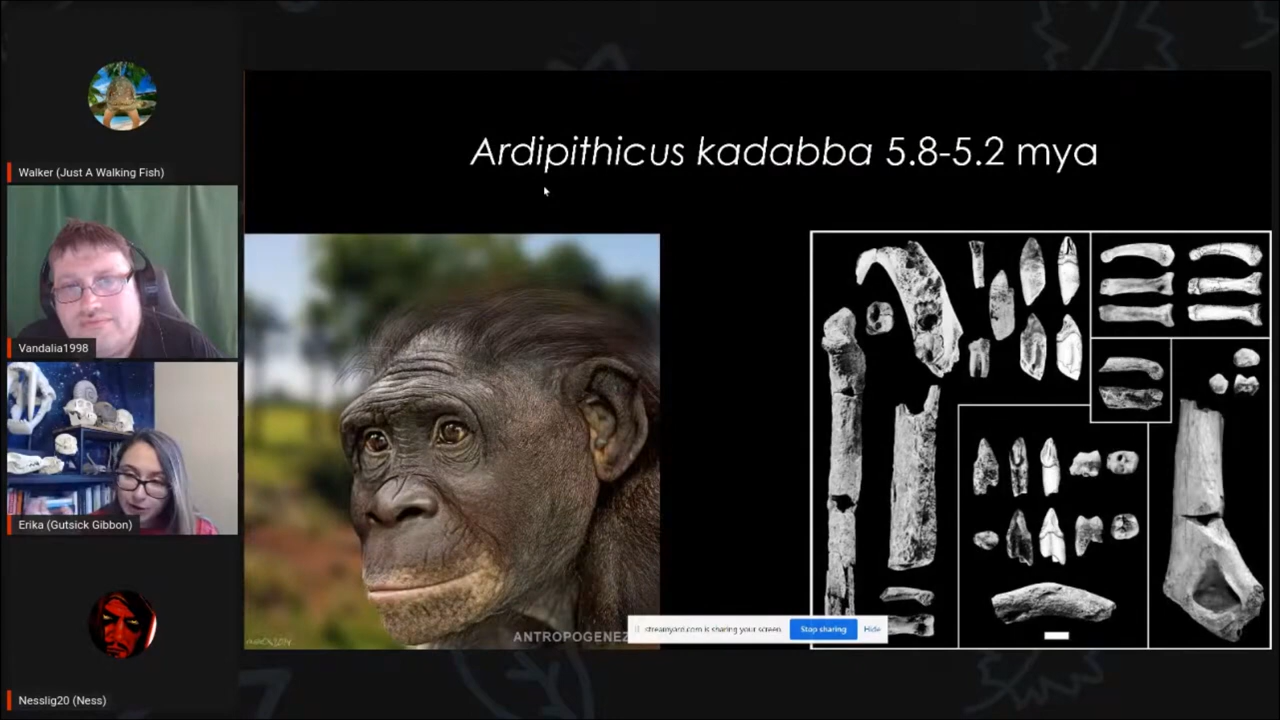 Walker (Just A Walking Fish)
Ardipithicus kadabba 5.8-5.2 mya
Vandalia1998
Erika (Gutsick Gibbon)
ANTROPOGENEZ
streamyard.com is sharing your screen.
Stop sharing
Hide
Nesslig20 (Ness)